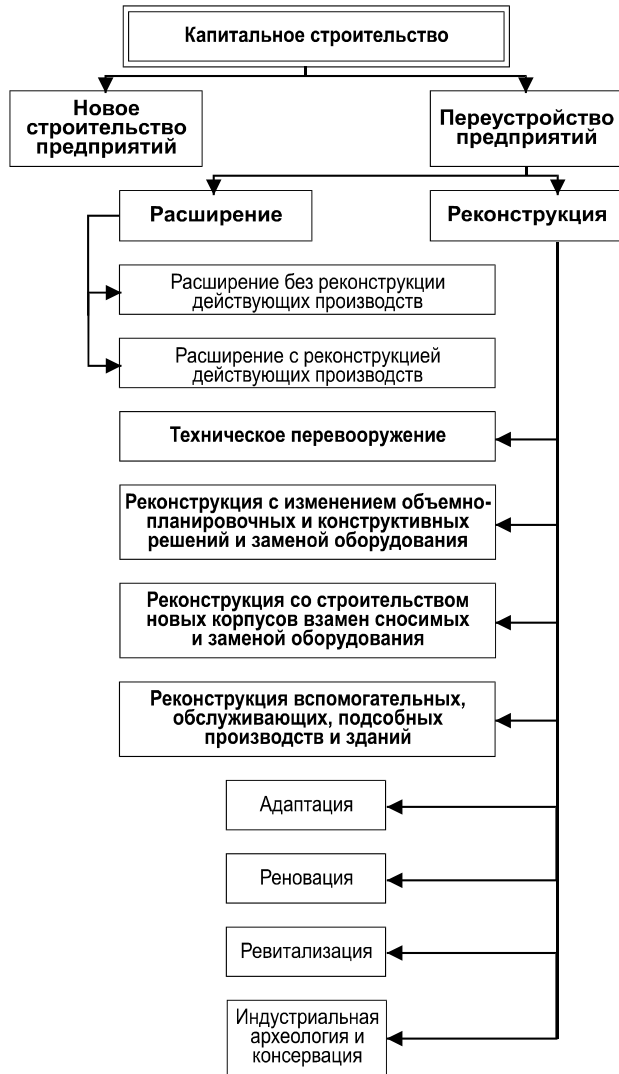 Капитальное строительство
Новое
строительство
предприятий
Переустройство
предприятий
Расширение
Реконструкция
Расширение без реконструкции
действующих производств
Расширение с реконструкцией
действующих производств
Техническое перевооружение
Реконструкция с изменением объемно-
планировочных и конструктивных
решений и заменой оборудования
Реконструкция со строительством
новых корпусов взамен сносимых
и заменой оборудования
Реконструкция вспомогательных,
обслуживающих, подсобных
производств и зданий
Адаптация
Реновация
Ревитализация
Индустриальная
археология и
консервация